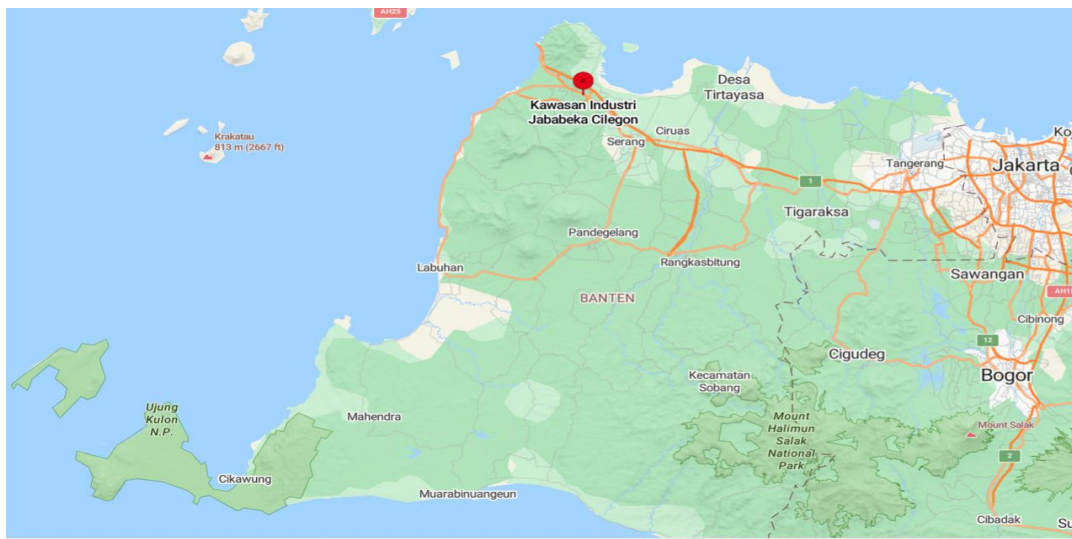 AH25
Desa
Tirtayasa
Kawasan Industri
Jababeka Cilegon
Krakatau
813 m (2667 ft)
Ciruas
Serang
Jakarta
Tangerang
1
Tigaraksa
Pandegelang
Labuhan
Rangkasbitung
Sawangan
BANTEN
Cibinong
12
Cigudeg
Bogor
Kecamatan
Sobang
Ujung
Kulon
N.P.
Mahendra
Mount
Halimun
Salak
National
Park
Mount Salak
2
Cikawung
Muarabinuangeun
Cibadak